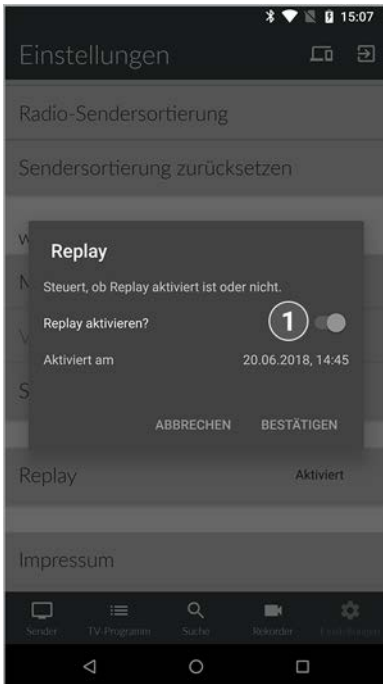 15:07
Einstellungen
Radio-Sendersortierung
Sendersortierung zurücksetzen
Replay
Steuert, ob Replay aktiviert ist oder nicht.
Replay aktivieren? 1
Aktiviert am 20.06.2018, 14:45
ABBRECHEN BESTÄTIGEN
Replay Aktiviert
Impressum
Sender TV-Programm Suche Rekorder Einstellungen